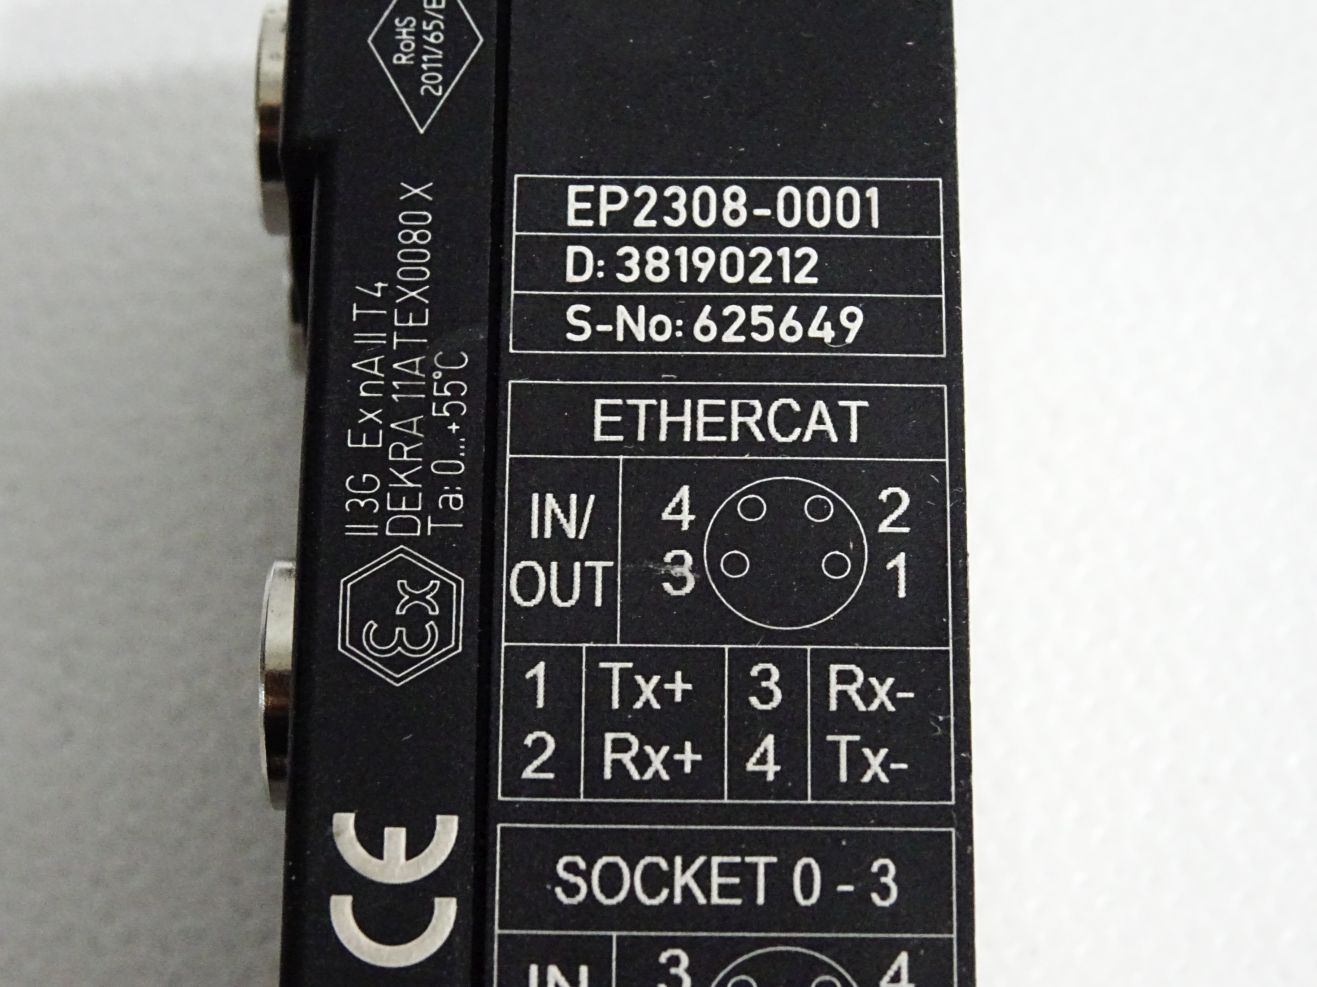 RoHS
2011/65/E
II 3G Ex nA II T4
DEKRA 11ATEX0080 X
Ta: 0...+55°C
Ex
CE
EP2308-0001
D: 38190212
S-No: 625649
ETHERCAT
IN/
OUT
4 2
3 1
1 Tx+ 3 Rx-
2 Rx+ 4 Tx-
SOCKET 0 - 3
IN 3 4